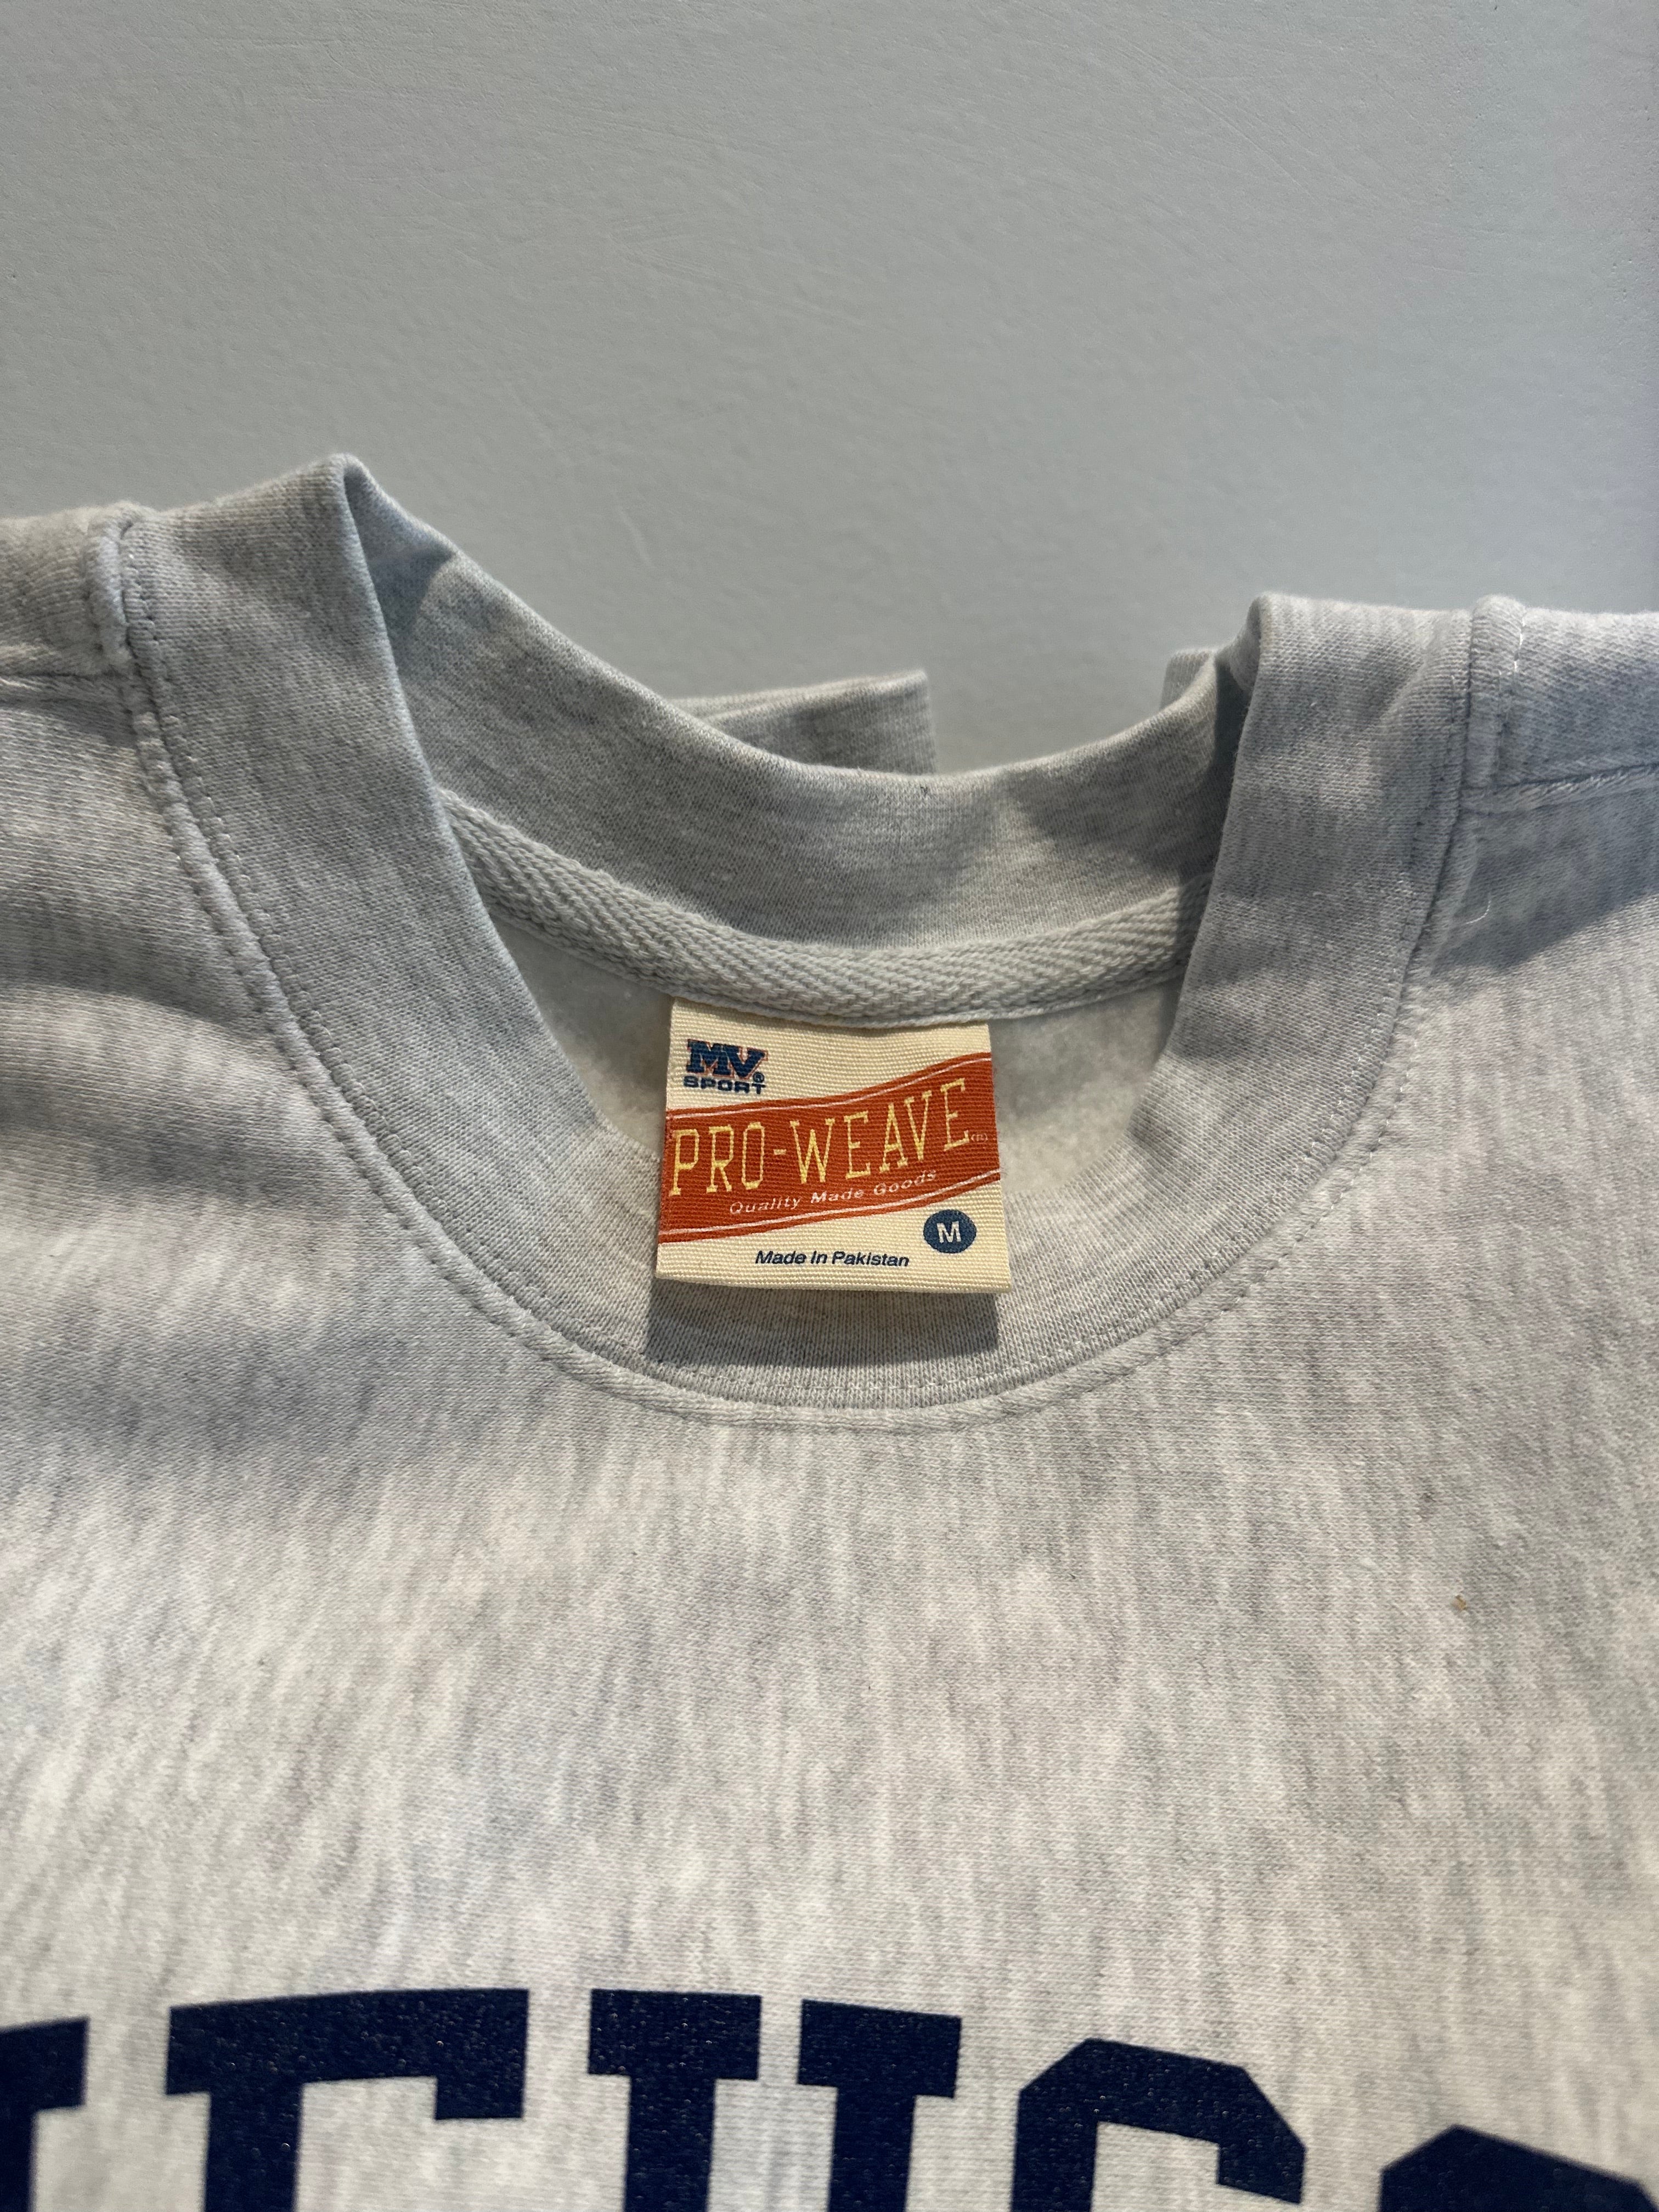 MV®
SPORT
PRO-WEAVE(R)
Quality Made Goods
M
Made In Pakistan